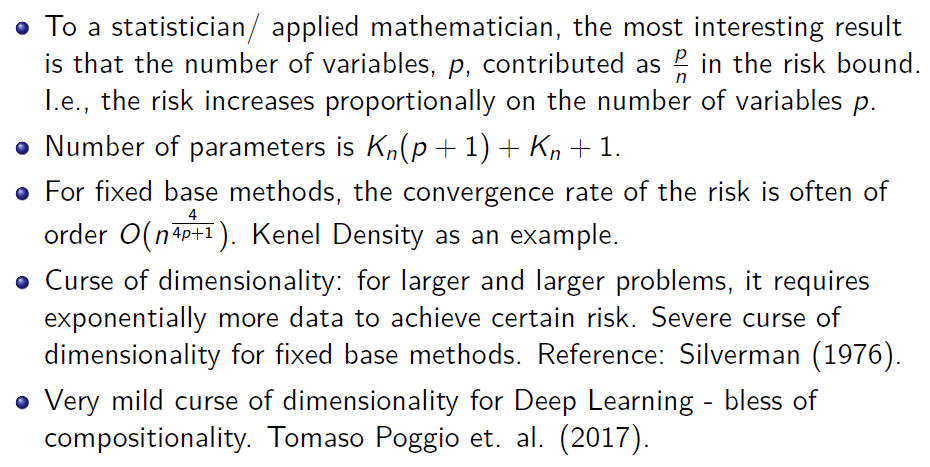 To a statistician/ applied mathematician, the most interesting result
is that the number of variables, p, contributed as p/n in the risk bound.
I.e., the risk increases proportionally on the number of variables p.
Number of parameters is Kₙ(p + 1) + Kₙ + 1.
For fixed base methods, the convergence rate of the risk is often of
order O(n^(4/(4p+1))). Kenel Density as an example.
Curse of dimensionality: for larger and larger problems, it requires
exponentially more data to achieve certain risk. Severe curse of
dimensionality for fixed base methods. Reference: Silverman (1976).
Very mild curse of dimensionality for Deep Learning - bless of
compositionality. Tomaso Poggio et. al. (2017).